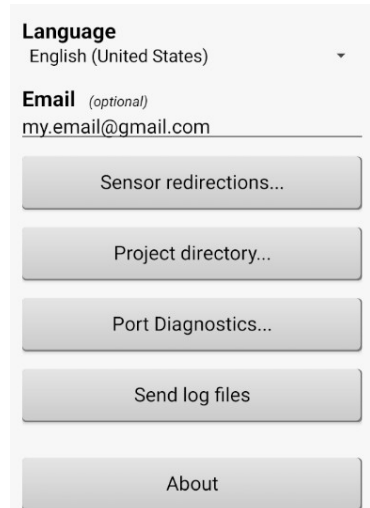 Language
English (United States)
Email (optional)
my.email@gmail.com
Sensor redirections...
Project directory...
Port Diagnostics...
Send log files
About